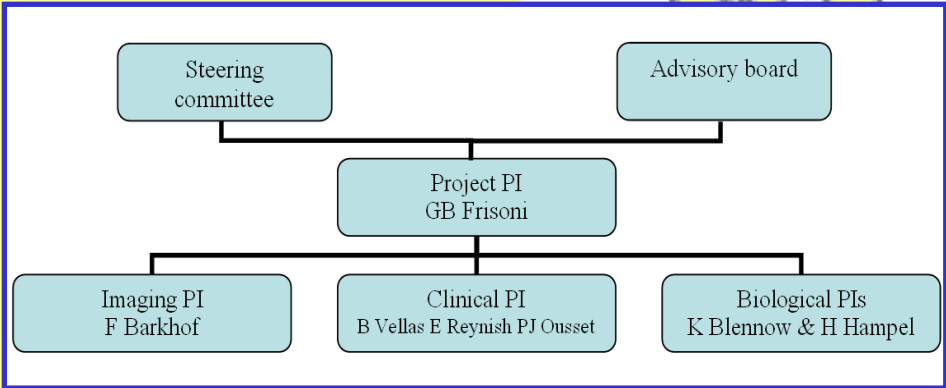 Steering
committee
Advisory board
Project PI
GB Frisoni
Imaging PI
F Barkhof
Clinical PI
B Vellas E Reynish PJ Ousset
Biological PIs
K Blennow & H Hampel